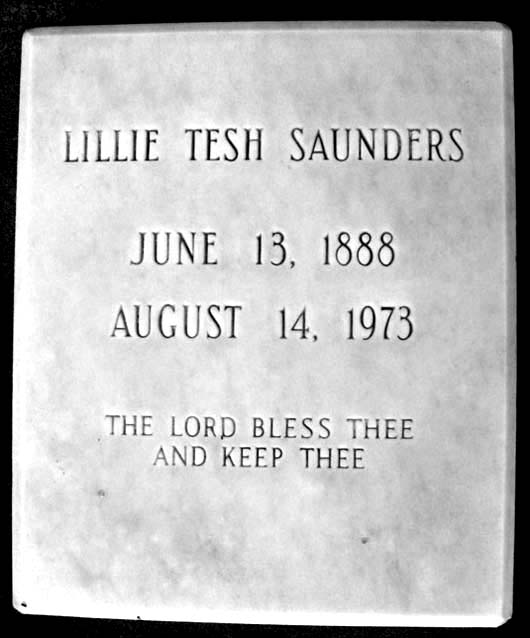 LILLIE TESH SAUNDERS
JUNE 13, 1888
AUGUST 14, 1973
THE LORD BLESS THEE
AND KEEP THEE